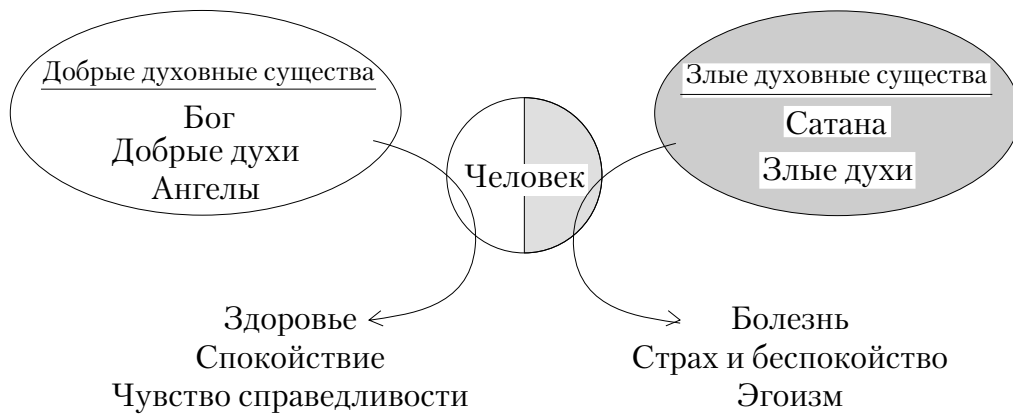 Добрые духовные существа
Бог
Добрые духи
Ангелы
Злые духовные существа
Сатана
Злые духи
Человек
Здоровье
Спокойствие
Чувство справедливости
Болезнь
Страх и беспокойство
Эгоизм